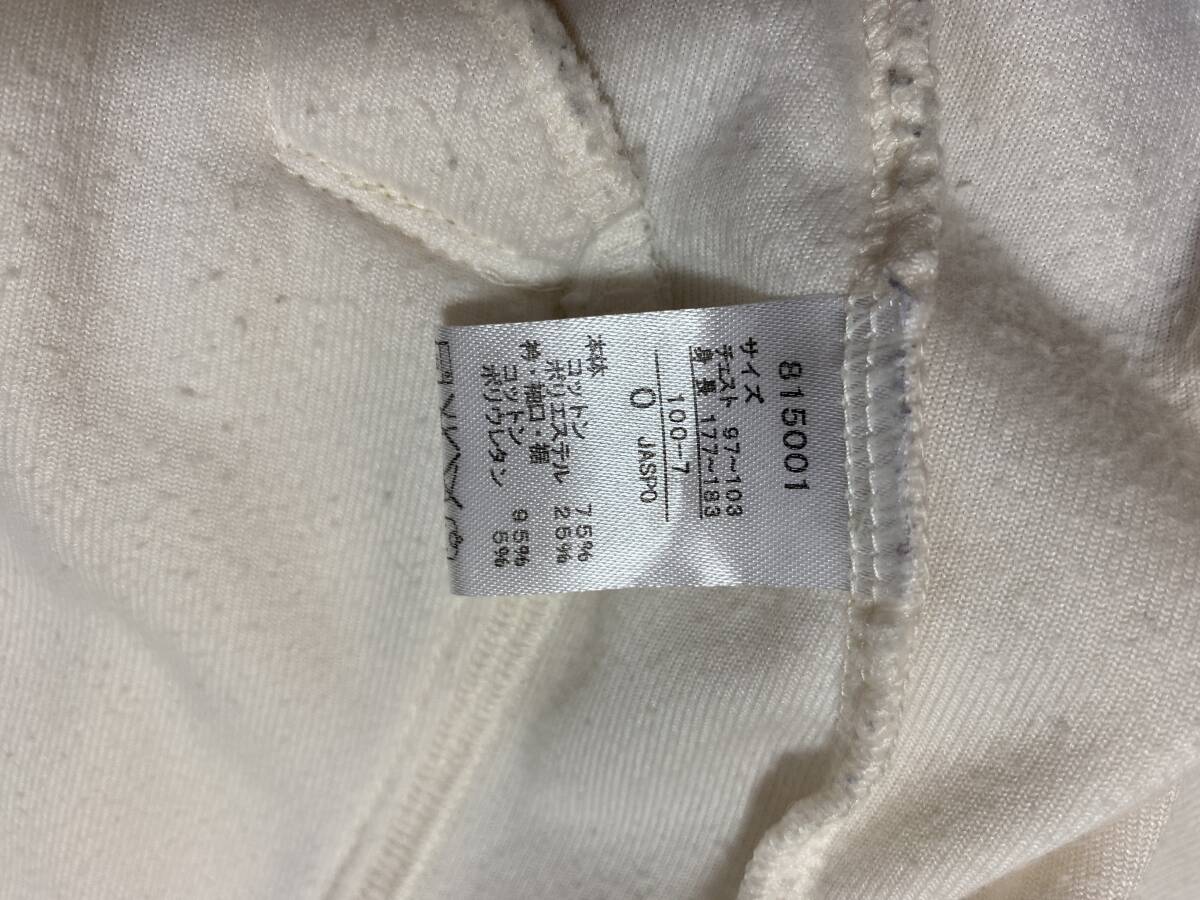 815001
サイズ
チェスト 97~103
身長 177~183
100-7
O JASPO
本体
コットン 75%
ポリエステル 25%
衿・袖口・裾
コットン 95%
ポリウレタン 5%